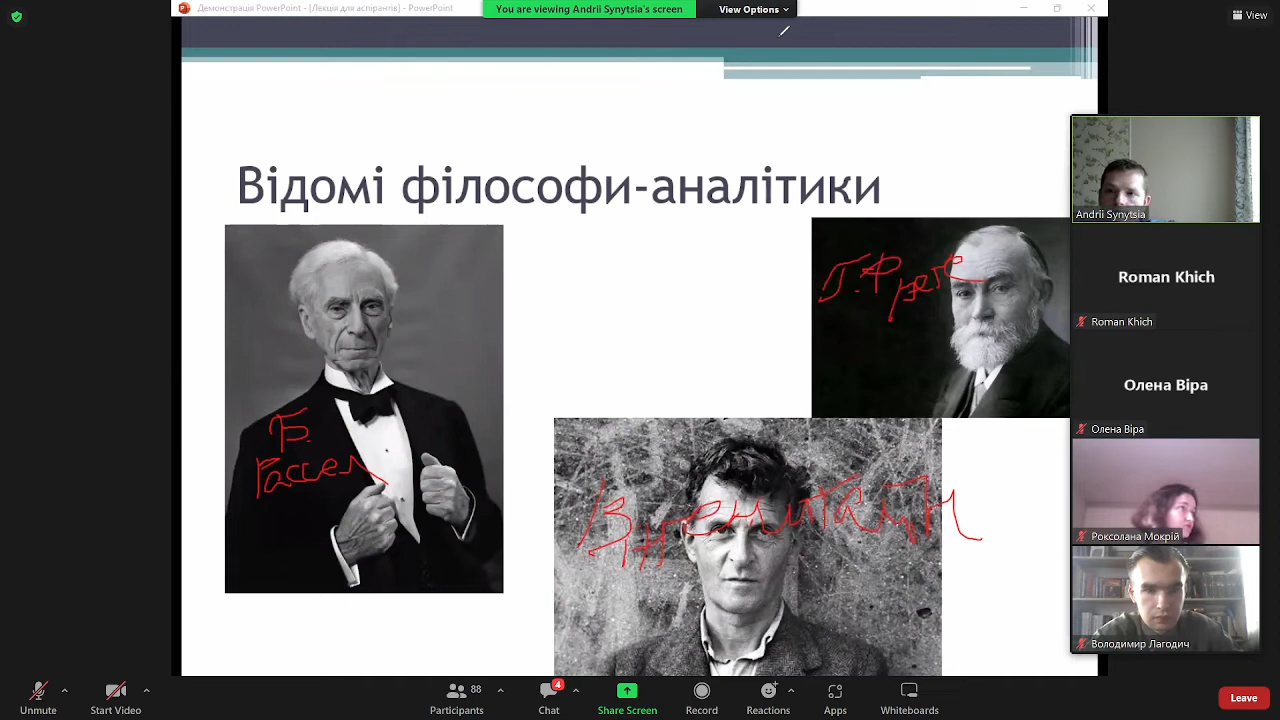 Демонстрація PowerPoint - [Лекція для аспірантів] - PowerPoint
You are viewing Andrii Synytsia's screen
View Options
View
Відомі філософи-аналітики
Г. Фреге
Б.
Рассел
Andrii Synytsia
Roman Khich
Roman Khich
Олена Віра
Олена Віра
Роксолана Мокрій
Володимир Лагодич
Unmute
Start Video
88
Participants
4
Chat
Share Screen
Record
Reactions
Apps
Whiteboards
Leave